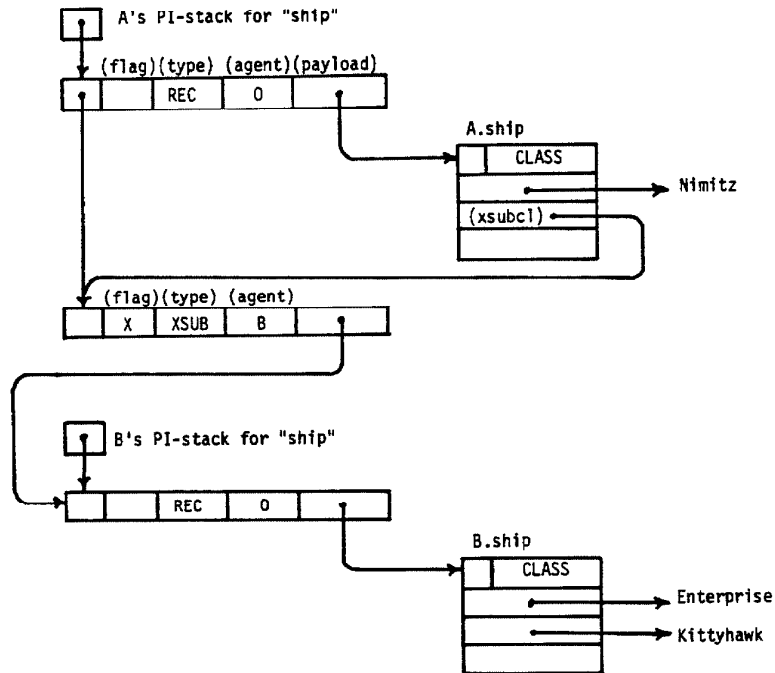 A's PI-stack for "ship"
(flag)(type) (agent)(payload)
REC 0
A.ship
CLASS
Nimitz
(xsubcl)
(flag)(type) (agent)
X XSUB B
B's PI-stack for "ship"
REC 0
B.ship
CLASS
Enterprise
Kittyhawk